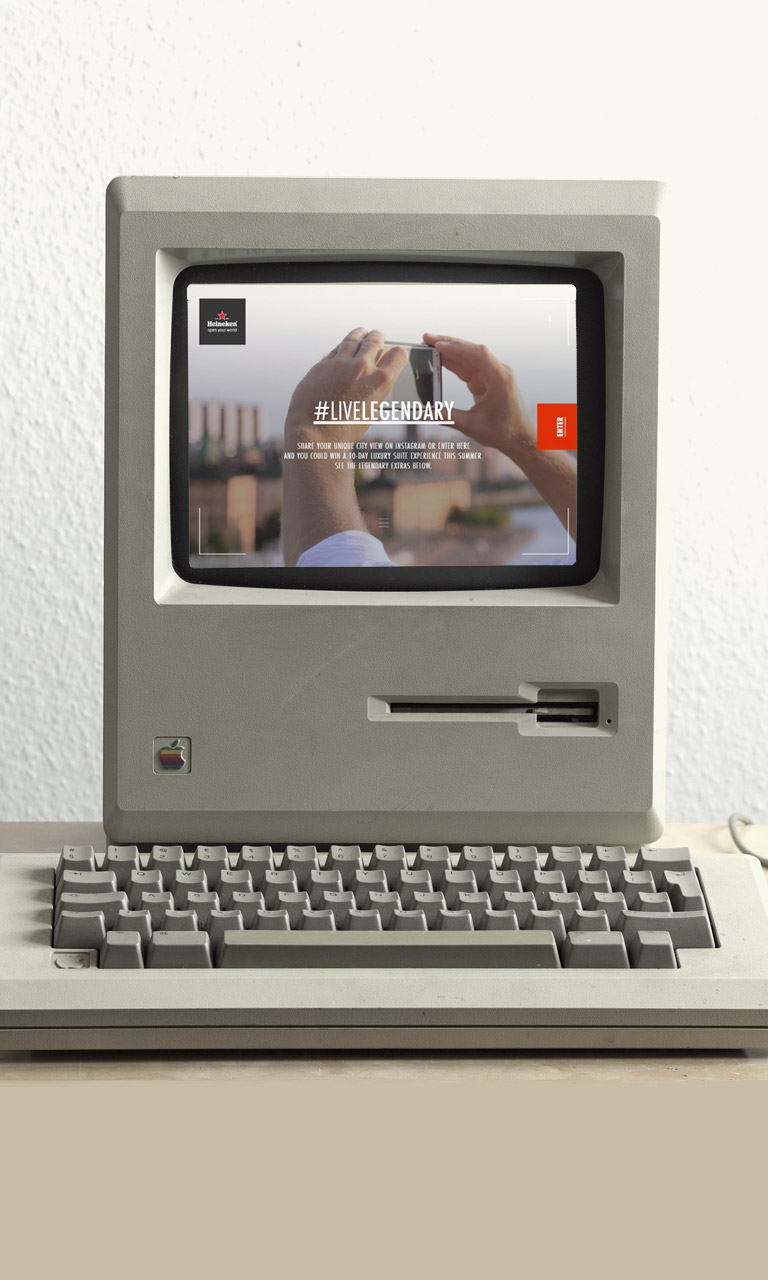 Heineken
open your world
#LIVELEGENDARY
SHARE YOUR UNIQUE CITY VIEW ON INSTAGRAM OR ENTER HERE
AND YOU COULD WIN A 10-DAY LUXURY SUITE EXPERIENCE THIS SUMMER.
SEE THE LEGENDARY EXTRAS BELOW.
ENTER
Q W E R T Y U I O P